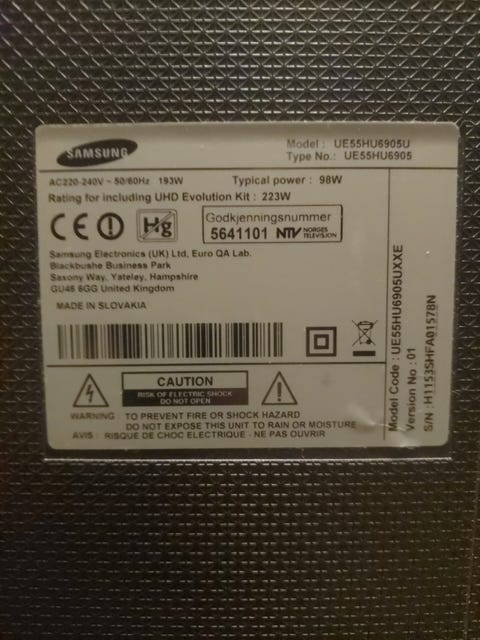 SAMSUNG
Model : UE55HU6905U
Type No.: UE55HU6905
AC220-240V ~ 50/60Hz 193W
Typical power : 98W
Rating for including UHD Evolution Kit : 223W
CE
Hg
Godkjenningsnummer
5641101 NTV NORGES TELEVISION
Samsung Electronics (UK) Ltd, Euro QA Lab.
Blackbushe Business Park
Saxony Way, Yateley, Hampshire
GU46 6GG United Kingdom
MADE IN SLOVAKIA
CAUTION
RISK OF ELECTRIC SHOCK
DO NOT OPEN
WARNING : TO PREVENT FIRE OR SHOCK HAZARD
DO NOT EXPOSE THIS UNIT TO RAIN OR MOISTURE
AVIS : RISQUE DE CHOC ELECTRIQUE - NE PAS OUVRIR
Model Code : UE55HU6905UXXE
Version No : 01
S/N : H1153SHFA01578N